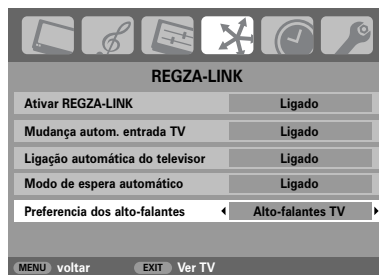 REGZA-LINK
Ativar REGZA-LINK Ligado
Mudança autom. entrada TV Ligado
Ligação automática do televisor Ligado
Modo de espera automático Ligado
Preferencia dos alto-falantes Alto-falantes TV
MENU voltar EXIT Ver TV